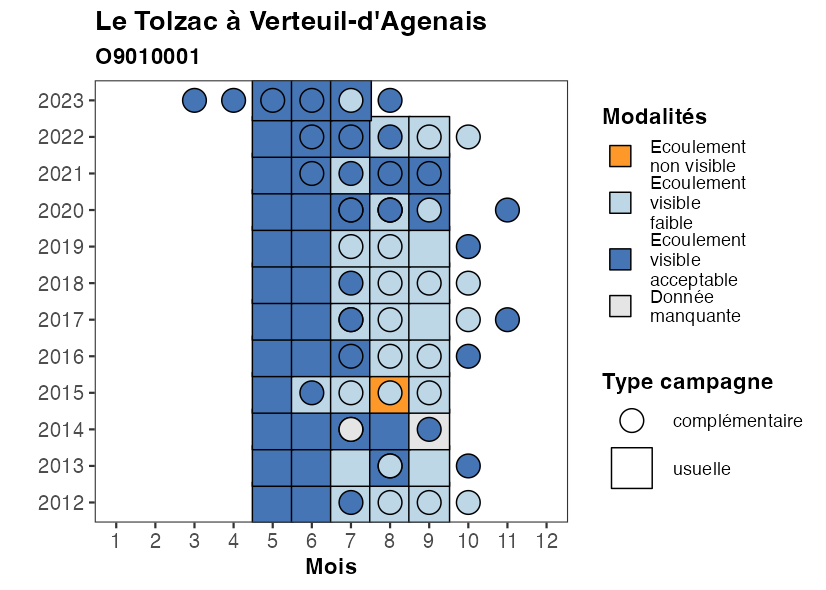 Le Tolzac à Verteuil-d'Agenais
O9010001
2023
2022
2021
2020
2019
2018
2017
2016
2015
2014
2013
2012
1 2 3 4 5 6 7 8 9 10 11 12
Mois
Modalités
Ecoulement
non visible
Ecoulement
visible
faible
Ecoulement
visible
acceptable
Donnée
manquante
Type campagne
complémentaire
usuelle